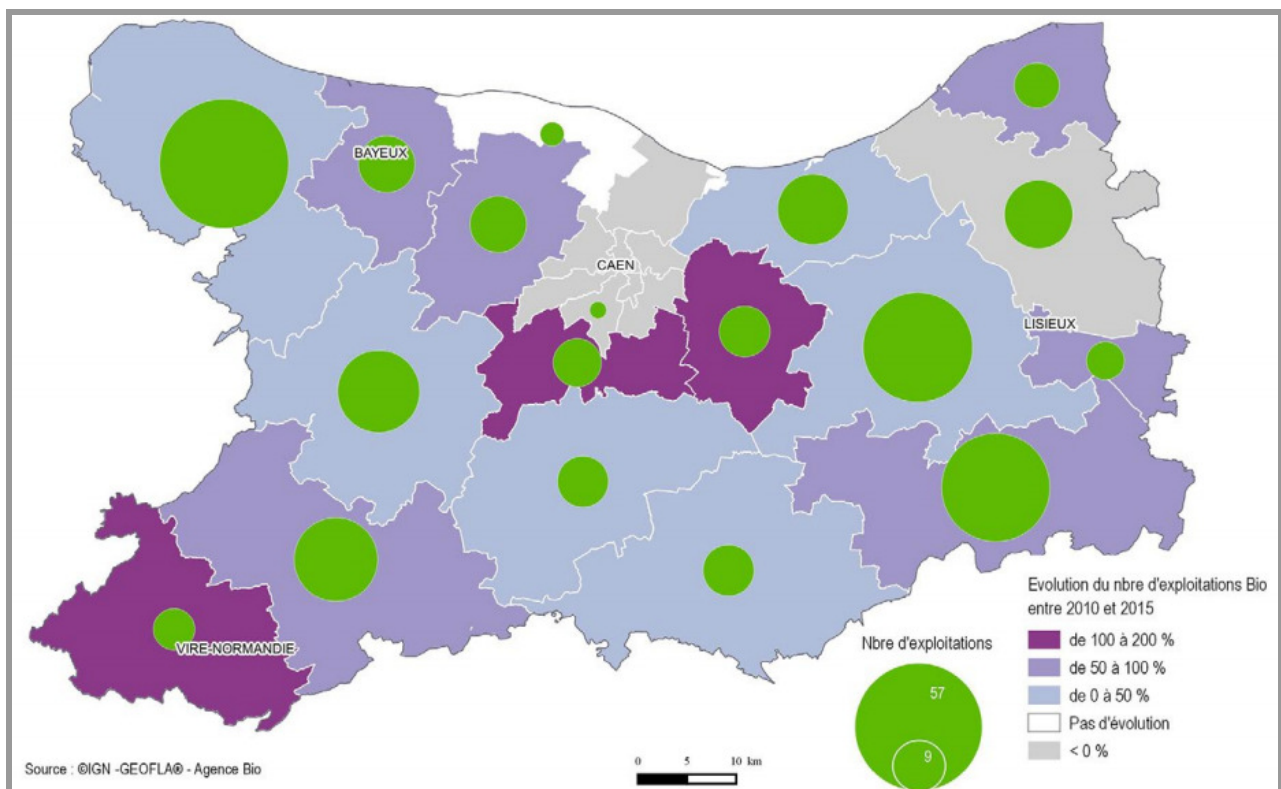 BAYEUX
CAEN
LISIEUX
VIRE-NORMANDIE
Evolution du nbre d'exploitations Bio
entre 2010 et 2015
de 100 à 200 %
de 50 à 100 %
de 0 à 50 %
Pas d'évolution
< 0 %
Nbre d'exploitations
57
9
0 5 10 km
Source : ©IGN -GEOFLA® - Agence Bio